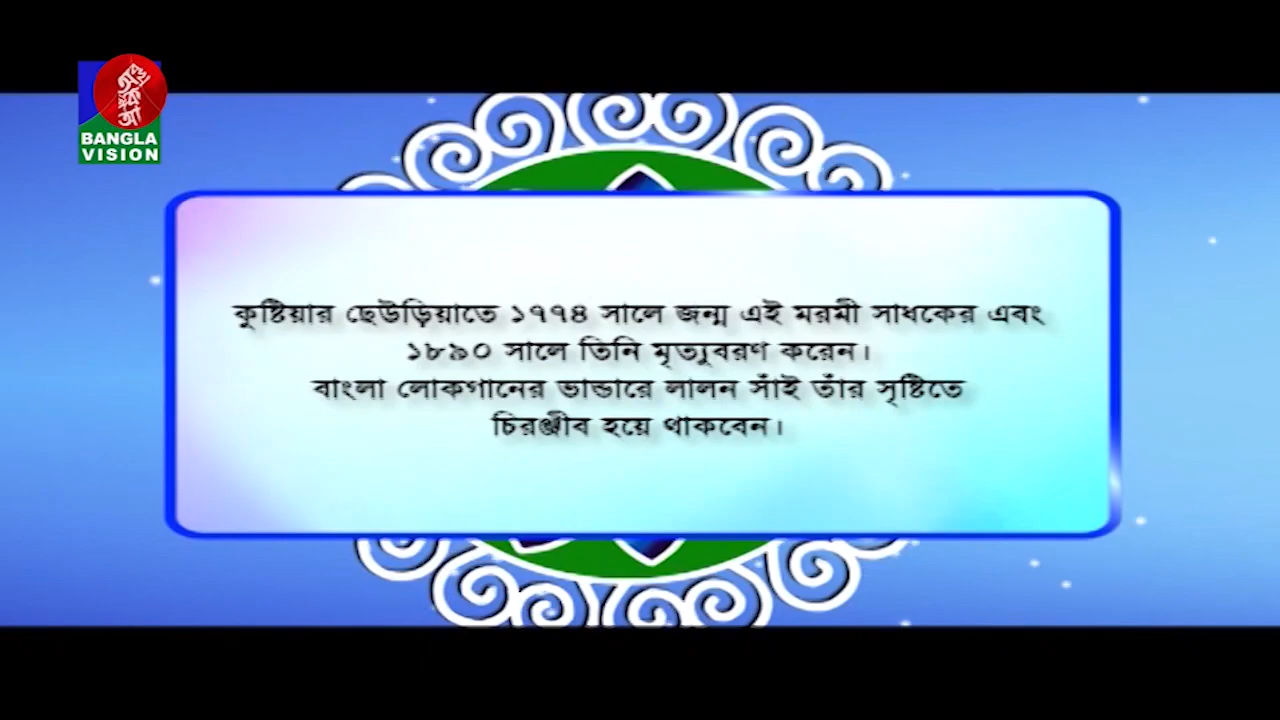 BANGLA
VISION
কুষ্টিয়ার ছেউড়িয়াতে ১৭৭৪ সালে জন্ম এই মরমী সাধকের এবং
১৮৯০ সালে তিনি মৃত্যুবরণ করেন।
বাংলা লোকগানের ভান্ডারে লালন সাঁই তাঁর সৃষ্টিতে
চিরঞ্জীব হয়ে থাকবেন।